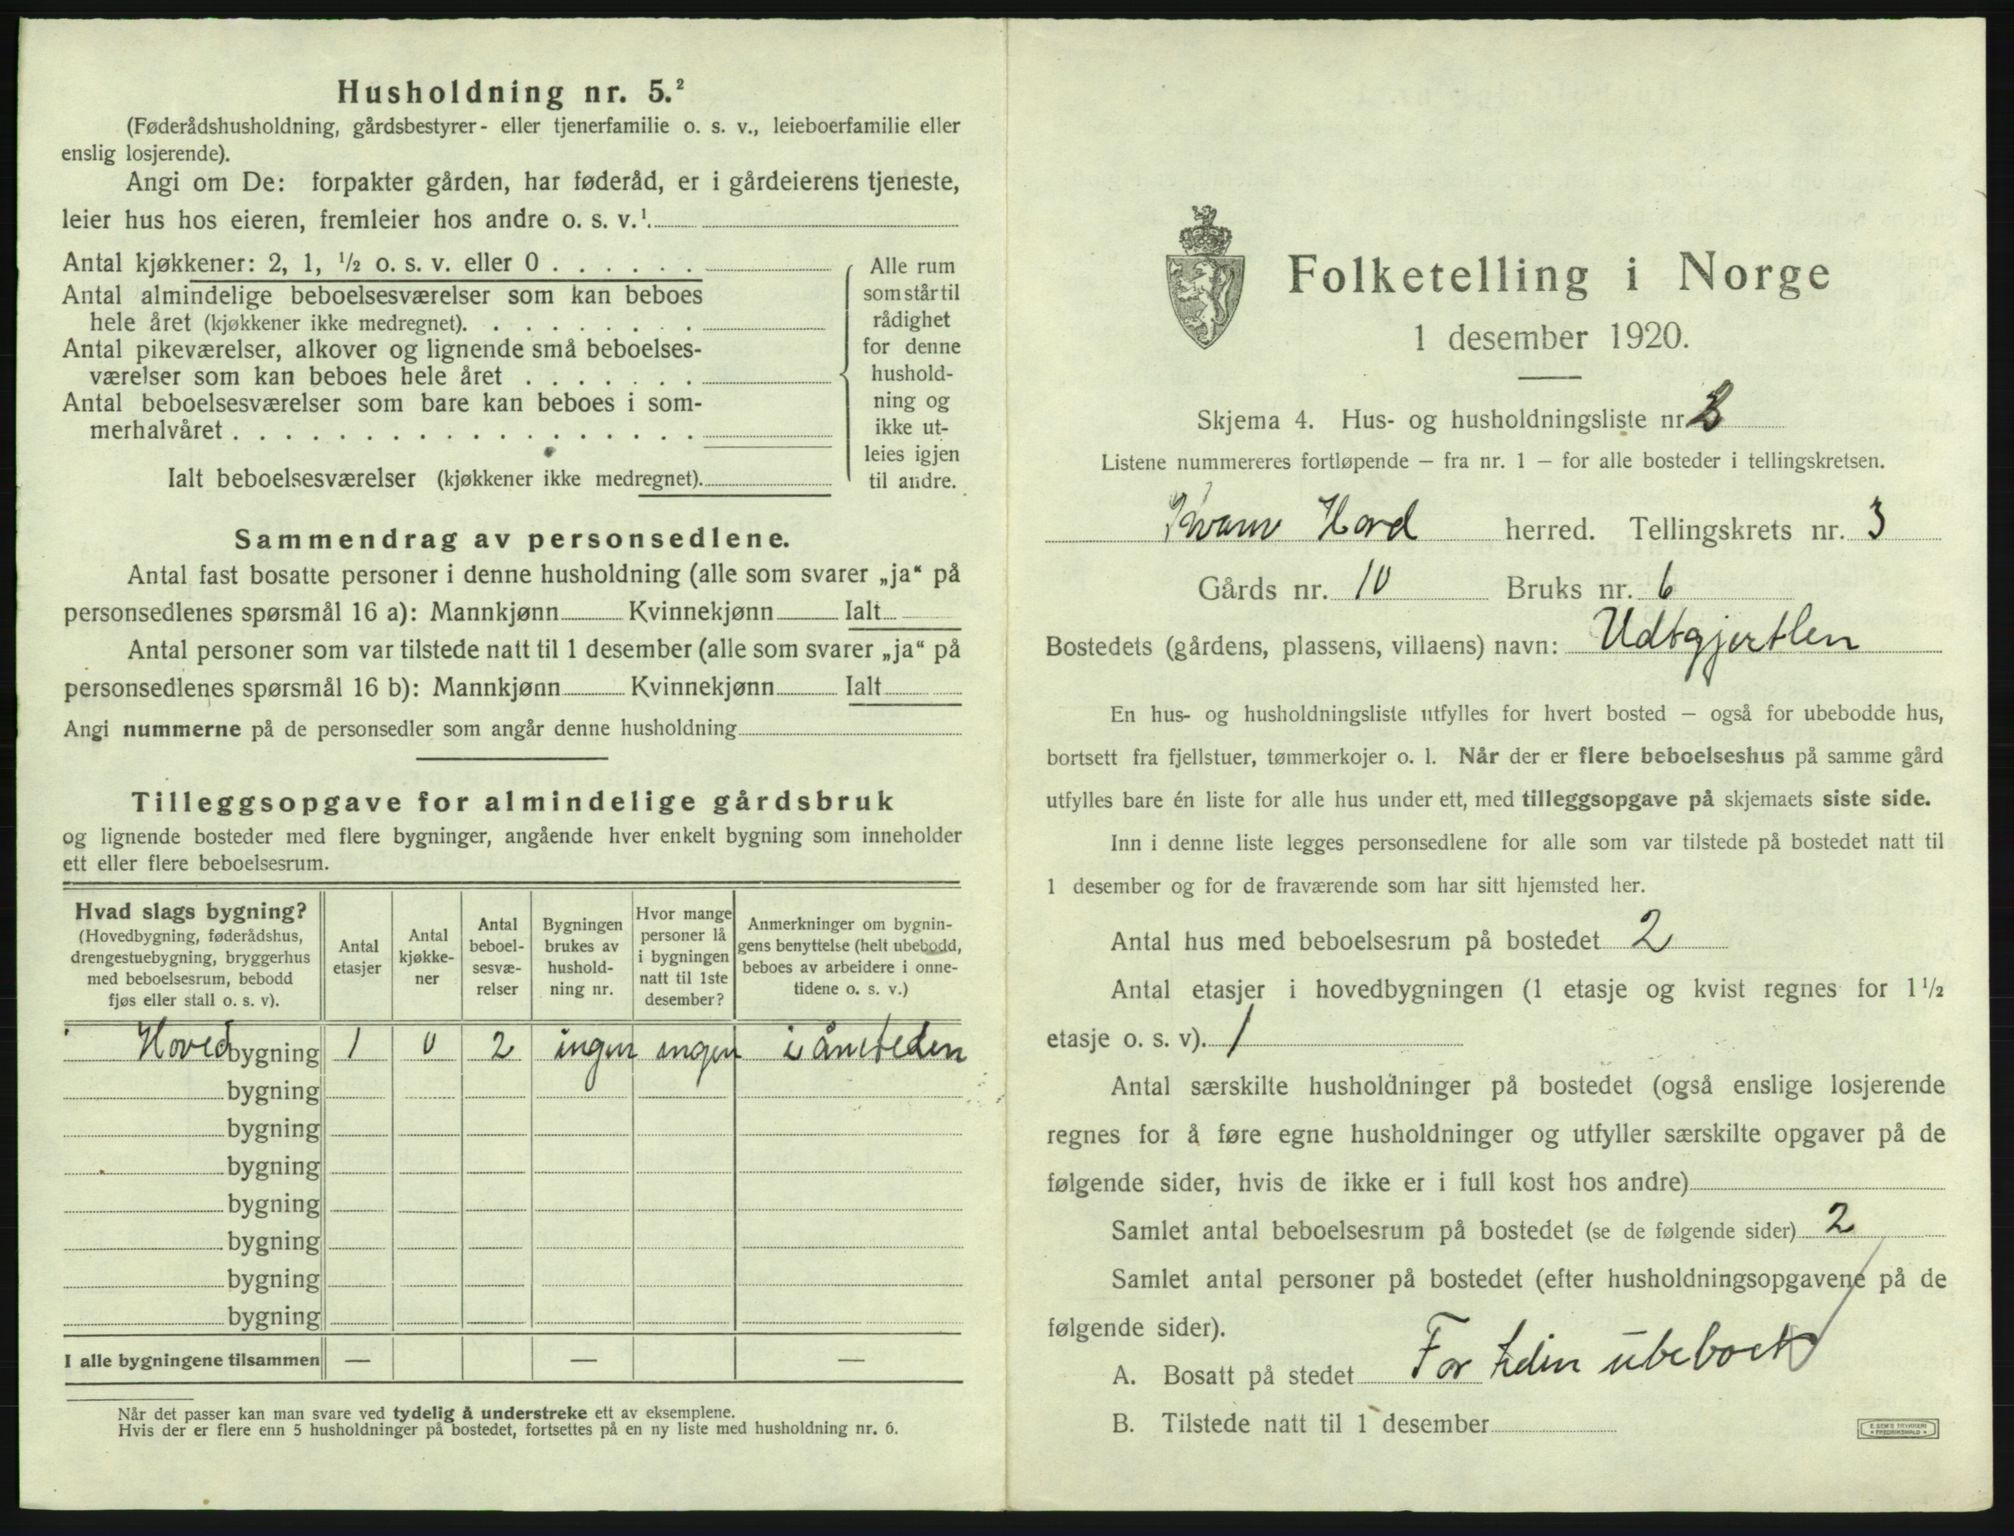 Husholdning nr. 5.²
(Føderådshusholdning, gårdsbestyrer- eller tjenerfamilie o. s. v., leieboerfamilie eller
enslig losjerende).
Angi om De: forpakter gården, har føderåd, er i gårdeierens tjeneste,
leier hus hos eieren, fremleier hos andre o. s. v.¹.
Antal kjøkkener: 2, 1, ½ o. s. v. eller 0 . . . . . .
Antal almindelige beboelsesværelser som kan beboes
hele året (kjøkkener ikke medregnet). . . . . . . . .
Antal pikeværelser, alkover og lignende små beboelses-
værelser som kan beboes hele året . . . . . . .
Antal beboelsesværelser som bare kan beboes i som-
merhalvåret . . . . . . . . . . . . . . . . . .
Ialt beboelsesværelser (kjøkkener ikke medregnet).
Alle rum
som står til
rådighet
for denne
hushold-
ning og
ikke ut-
leies igjen
til andre.
Sammendrag av personsedlene.
Antal fast bosatte personer i denne husholdning (alle som svarer „ja“ på
personsedlenes spørsmål 16 a): Mannkjønn Kvinnekjønn Ialt
Antal personer som var tilstede natt til 1 desember (alle som svarer „ja“ på
personsedlenes spørsmål 16 b): Mannkjønn Kvinnekjønn Ialt
Angi nummerne på de personsedler som angår denne husholdning
Tilleggsopgave for almindelige gårdsbruk
og lignende bosteder med flere bygninger, angående hver enkelt bygning som inneholder
ett eller flere beboelsesrum.
Hvad slags bygning?
(Hovedbygning, føderådshus,
drengestuebygning, bryggerhus
med beboelsesrum, bebodd
fjøs eller stall o. s. v).
Antal
etasjer
Antal
kjøkke-
ner
Antal
beboel-
sesvæ-
relser
Bygningen
brukes av
hushold-
ning nr.
Hvor mange
personer lå
i bygningen
natt til 1ste
desember?
Anmerkninger om bygnin-
gens benyttelse (helt ubebodd,
beboes av arbeidere i onne-
tidene o. s. v.)
Hovedbygning 1 0 2 ingen ingen i
bygning
bygning
bygning
bygning
bygning
bygning
bygning
I alle bygningene tilsammen — — —
Når det passer kan man svare ved tydelig å understreke ett av eksemplene.
Hvis der er flere enn 5 husholdninger på bostedet, fortsettes på en ny liste med husholdning nr. 6.
Folketelling i Norge
1 desember 1920.
Skjema 4. Hus- og husholdningsliste nr.
Listene nummereres fortløpende — fra nr. 1 — for alle bosteder i tellingskretsen.
Kvam Hord herred. Tellingskrets nr. 3
Gårds nr. 10 Bruks nr. 6
Bostedets (gårdens, plassens, villaens) navn:
En hus- og husholdningsliste utfylles for hvert bosted — også for ubebodde hus,
bortsett fra fjellstuer, tømmerkojer o. l. Når der er flere beboelseshus på samme gård
utfylles bare én liste for alle hus under ett, med tilleggsopgave på skjemaets siste side.
Inn i denne liste legges personsedlene for alle som var tilstede på bostedet natt til
1 desember og for de fraværende som har sitt hjemsted her.
Antal hus med beboelsesrum på bostedet 2
Antal etasjer i hovedbygningen (1 etasje og kvist regnes for 1½
etasje o. s. v). 1
Antal særskilte husholdninger på bostedet (også enslige losjerende
regnes for å føre egne husholdninger og utfyller særskilte opgaver på de
følgende sider, hvis de ikke er i full kost hos andre)
Samlet antal beboelsesrum på bostedet (se de følgende sider) 2
Samlet antal personer på bostedet (efter husholdningsopgavene på de
følgende sider).
A. Bosatt på stedet For tiden ubeboet
B. Tilstede natt til 1 desember
E. SEM'S TRYKKERI
FREDRIKSHALD